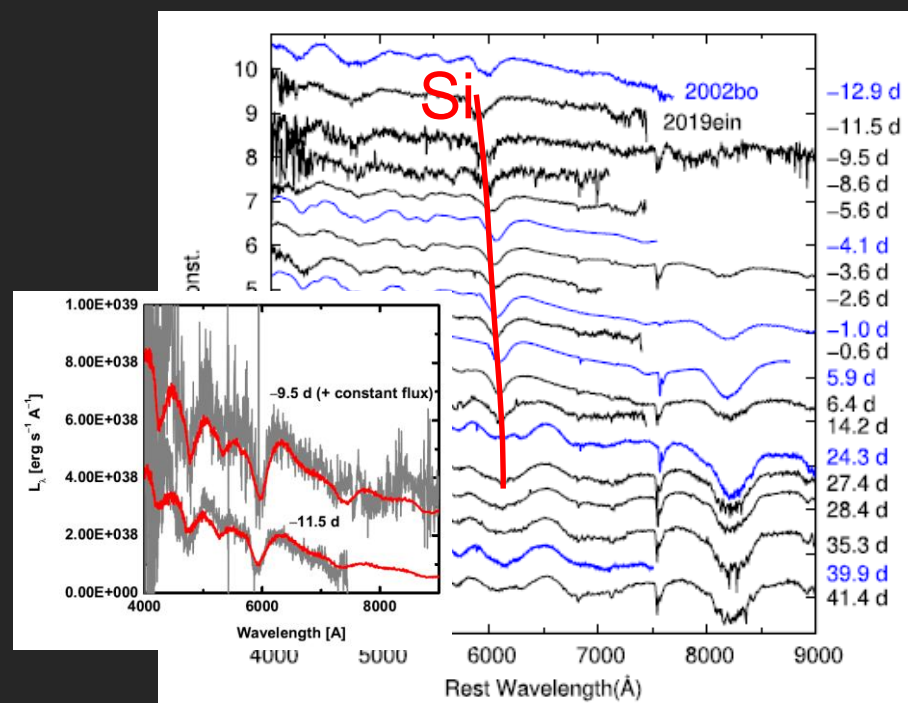 10
9
8
7
6
5
onst.
Si
2002bo
2019ein
−12.9 d
−11.5 d
−9.5 d
−8.6 d
−5.6 d
−4.1 d
−3.6 d
−2.6 d
−1.0 d
−0.6 d
5.9 d
6.4 d
14.2 d
24.3 d
27.4 d
28.4 d
35.3 d
39.9 d
41.4 d
4000 5000 6000 7000 8000 9000
Rest Wavelength(Å)
1.00E+039
8.00E+038
6.00E+038
4.00E+038
2.00E+038
0.00E+000
Lλ [erg s⁻¹ A⁻¹]
−9.5 d (+ constant flux)
−11.5 d
4000 6000 8000
Wavelength [A]